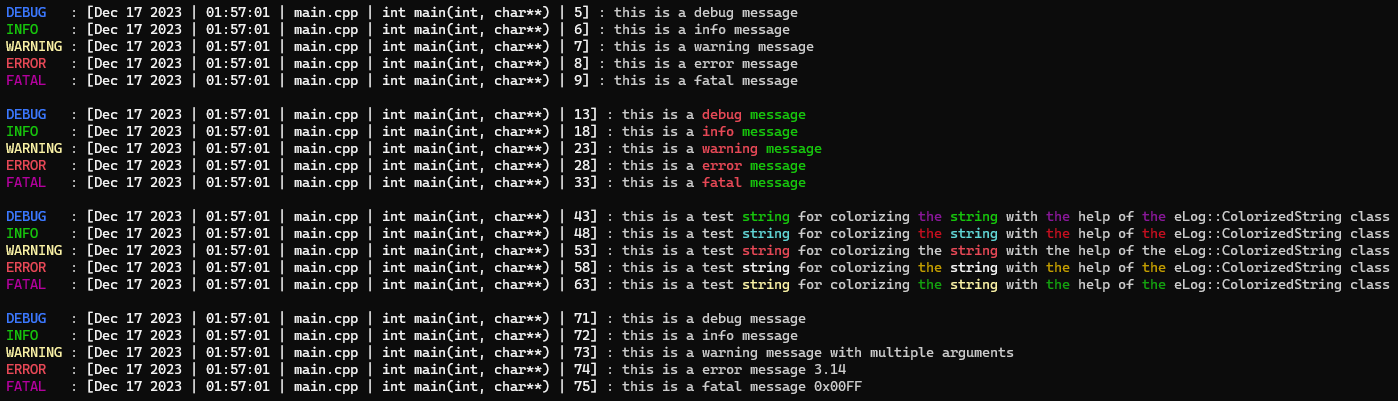 DEBUG   : [Dec 17 2023 | 01:57:01 | main.cpp | int main(int, char**) | 5] : this is a debug message
INFO    : [Dec 17 2023 | 01:57:01 | main.cpp | int main(int, char**) | 6] : this is a info message
WARNING : [Dec 17 2023 | 01:57:01 | main.cpp | int main(int, char**) | 7] : this is a warning message
ERROR   : [Dec 17 2023 | 01:57:01 | main.cpp | int main(int, char**) | 8] : this is a error message
FATAL   : [Dec 17 2023 | 01:57:01 | main.cpp | int main(int, char**) | 9] : this is a fatal message
DEBUG   : [Dec 17 2023 | 01:57:01 | main.cpp | int main(int, char**) | 13] : this is a debug message
INFO    : [Dec 17 2023 | 01:57:01 | main.cpp | int main(int, char**) | 18] : this is a info message
WARNING : [Dec 17 2023 | 01:57:01 | main.cpp | int main(int, char**) | 23] : this is a warning message
ERROR   : [Dec 17 2023 | 01:57:01 | main.cpp | int main(int, char**) | 28] : this is a error message
FATAL   : [Dec 17 2023 | 01:57:01 | main.cpp | int main(int, char**) | 33] : this is a fatal message
DEBUG   : [Dec 17 2023 | 01:57:01 | main.cpp | int main(int, char**) | 43] : this is a test string for colorizing the string with the help of the eLog::ColorizedString class
INFO    : [Dec 17 2023 | 01:57:01 | main.cpp | int main(int, char**) | 48] : this is a test string for colorizing the string with the help of the eLog::ColorizedString class
WARNING : [Dec 17 2023 | 01:57:01 | main.cpp | int main(int, char**) | 53] : this is a test string for colorizing the string with the help of the eLog::ColorizedString class
ERROR   : [Dec 17 2023 | 01:57:01 | main.cpp | int main(int, char**) | 58] : this is a test string for colorizing the string with the help of the eLog::ColorizedString class
FATAL   : [Dec 17 2023 | 01:57:01 | main.cpp | int main(int, char**) | 63] : this is a test string for colorizing the string with the help of the eLog::ColorizedString class
DEBUG   : [Dec 17 2023 | 01:57:01 | main.cpp | int main(int, char**) | 71] : this is a debug message
INFO    : [Dec 17 2023 | 01:57:01 | main.cpp | int main(int, char**) | 72] : this is a info message
WARNING : [Dec 17 2023 | 01:57:01 | main.cpp | int main(int, char**) | 73] : this is a warning message with multiple arguments
ERROR   : [Dec 17 2023 | 01:57:01 | main.cpp | int main(int, char**) | 74] : this is a error message 3.14
FATAL   : [Dec 17 2023 | 01:57:01 | main.cpp | int main(int, char**) | 75] : this is a fatal message 0x00FF